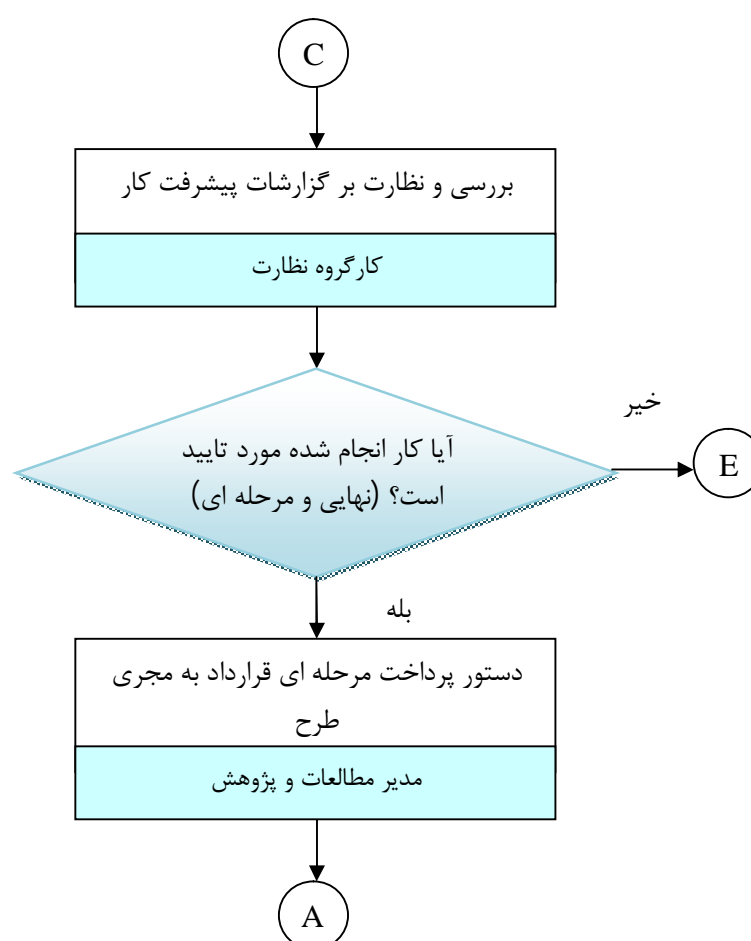 C
بررسی و نظارت بر گزارشات پیشرفت کار
کارگروه نظارت
خیر
آیا کار انجام شده مورد تایید
است؟ (نهایی و مرحله ای)
E
بله
دستور پرداخت مرحله ای قرارداد به مجری
طرح
مدیر مطالعات و پژوهش
A